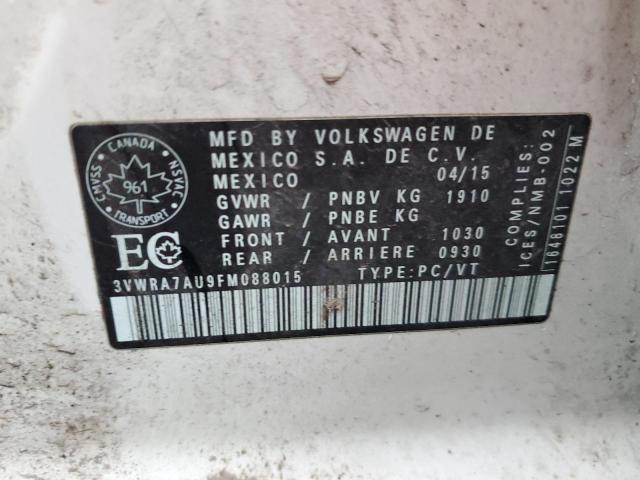 MFD BY VOLKSWAGEN DE
MEXICO S.A. DE C.V.
MEXICO 04/15
GVWR / PNBV KG 1910
GAWR / PNBE KG
FRONT / AVANT 1030
REAR / ARRIERE 0930
3VWRA7AU9FM088015 TYPE:PC/VT
CANADA
CMVSS
NSVAC
961
TRANSPORT
EC
COMPLIES:
ICES/NMB-002
1648101 1022 M